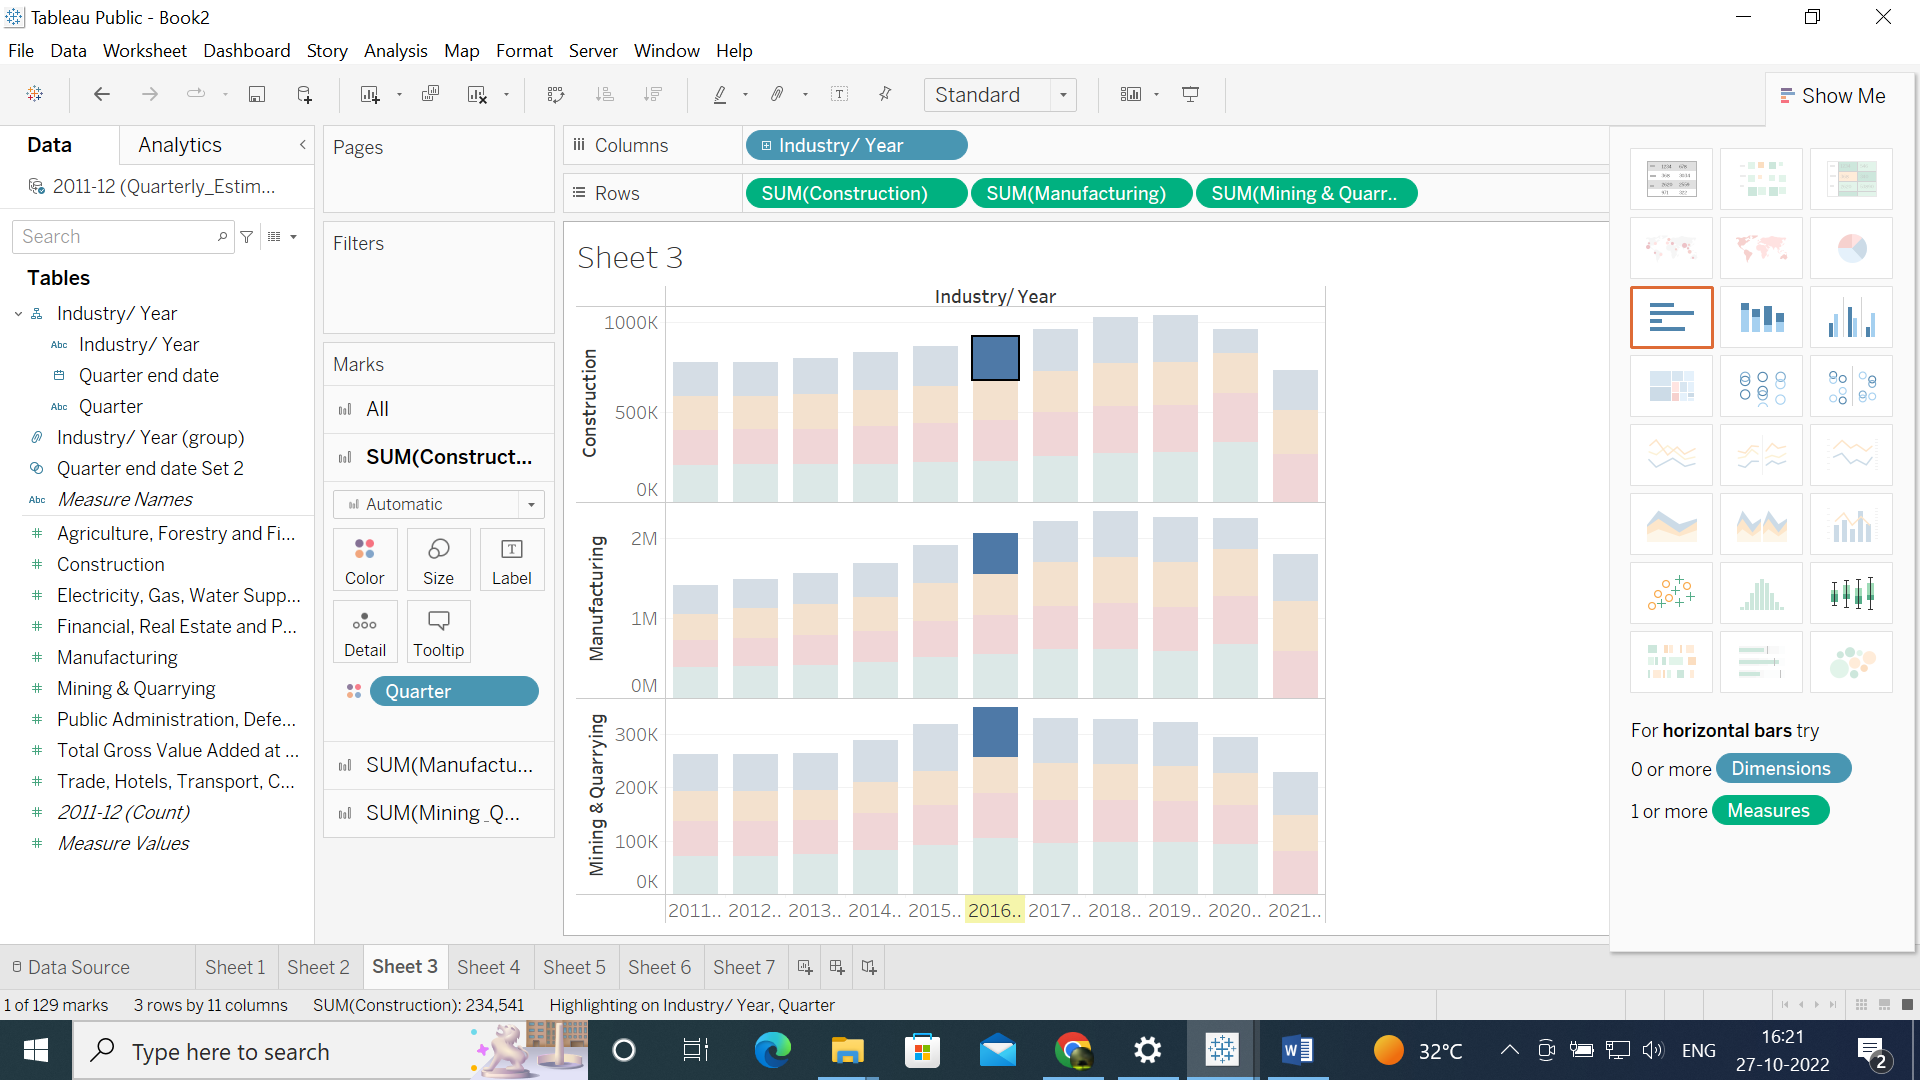 Tableau Public - Book2
File Data Worksheet Dashboard Story Analysis Map Format Server Window Help
Standard
Show Me
Data Analytics
2011-12 (Quarterly_Estim...
Search
Tables
Industry/ Year
Abc Industry/ Year
Quarter end date
Abc Quarter
Industry/ Year (group)
Quarter end date Set 2
Abc Measure Names
Agriculture, Forestry and Fi...
Construction
Electricity, Gas, Water Supp...
Financial, Real Estate and P...
Manufacturing
Mining & Quarrying
Public Administration, Defe...
Total Gross Value Added at ...
Trade, Hotels, Transport, C...
2011-12 (Count)
Measure Values
Pages
Filters
Marks
All
SUM(Construct...
Automatic
Color Size Label
Detail Tooltip
Quarter
SUM(Manufactu...
SUM(Mining _Q...
Columns Industry/ Year
Rows SUM(Construction) SUM(Manufacturing) SUM(Mining & Quarr..
Sheet 3
Industry/ Year
Construction
1000K
500K
0K
Manufacturing
2M
1M
0M
Mining & Quarrying
300K
200K
100K
0K
2011.. 2012.. 2013.. 2014.. 2015.. 2016.. 2017.. 2018.. 2019.. 2020.. 2021..
For horizontal bars try
0 or more Dimensions
1 or more Measures
Data Source Sheet 1 Sheet 2 Sheet 3 Sheet 4 Sheet 5 Sheet 6 Sheet 7
1 of 129 marks 3 rows by 11 columns SUM(Construction): 234,541 Highlighting on Industry/ Year, Quarter
Type here to search
32°C
ENG
16:21
27-10-2022
2